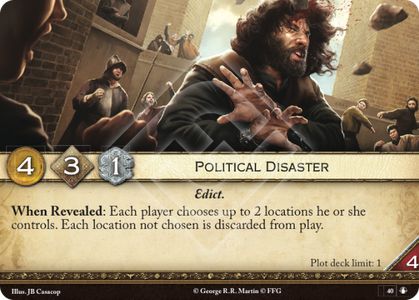 4 3 1 Political Disaster
Edict.
When Revealed: Each player chooses up to 2 locations he or she
controls. Each location not chosen is discarded from play.
Plot deck limit: 1
4
Illus. JB Casacop © George R.R. Martin © FFG 40